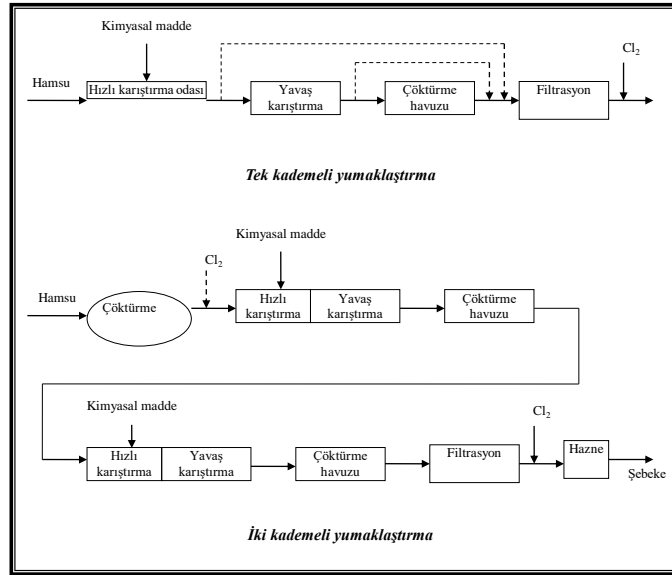 Kimyasal madde
Cl2
Hamsu
Hızlı karıştırma odası
Yavaş
karıştırma
Çöktürme
havuzu
Filtrasyon
Tek kademeli yumaklaştırma
Kimyasal madde
Cl2
Hamsu
Çöktürme
Hızlı
karıştırma
Yavaş
karıştırma
Çöktürme
havuzu
Kimyasal madde
Cl2
Hızlı
karıştırma
Yavaş
karıştırma
Çöktürme
havuzu
Filtrasyon
Hazne
Şebeke
İki kademeli yumaklaştırma